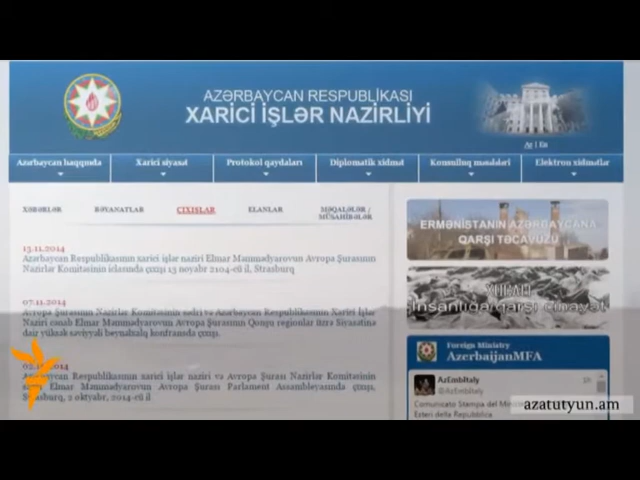 AZƏRBAYCAN RESPUBLİKASI
XARİCİ İŞLƏR NAZİRLİYİ
Az | En
Azərbaycan haqqında
Xarici siyasət
Protokol qaydaları
Diplomatik xidmət
Konsulluq məsələləri
Elektron xidmətlər
XƏBƏRLƏR
BƏYANATLAR
ÇIXIŞLAR
ELANLAR
MƏQALƏLƏR /
MÜSAHİBƏLƏR
13.11.2014
Azərbaycan Respublikasının xarici işlər naziri Elmar Məmmədyarovun Avropa Şurasının
Nazirlər Komitəsinin iclasında çıxışı 13 noyabr 2104-cü il, Strasburq
07.11.2014
Avropa Şurasının Nazirlər Komitəsinin sədri və Azərbaycan Respublikasının Xarici İşlər
Naziri cənab Elmar Məmmədyarovun Avropa Şurasının Qonşu regionlar üzrə Siyasətinə
dair yüksək səviyyəli beynəlxalq konfransda çıxışı
02.10.2014
Azərbaycan Respublikasının xarici işlər naziri və Avropa Şurası Nazirlər Komitəsinin
sədri Elmar Məmmədyarovun Avropa Şurası Parlament Assambleyasında çıxışı,
Strasburq, 2 oktyabr, 2014-cü il
ERMƏNİSTANIN AZƏRBAYCANA
QARŞI TƏCAVÜZÜ
XOCALI
İnsanlığa qarşı cinayət
Foreign Ministry
AzerbaijanMFA
AzEmbItaly
1h
@AzEmbItaly
Comunicato Stampa del
Esteri della Repubblica
azatutyun.am